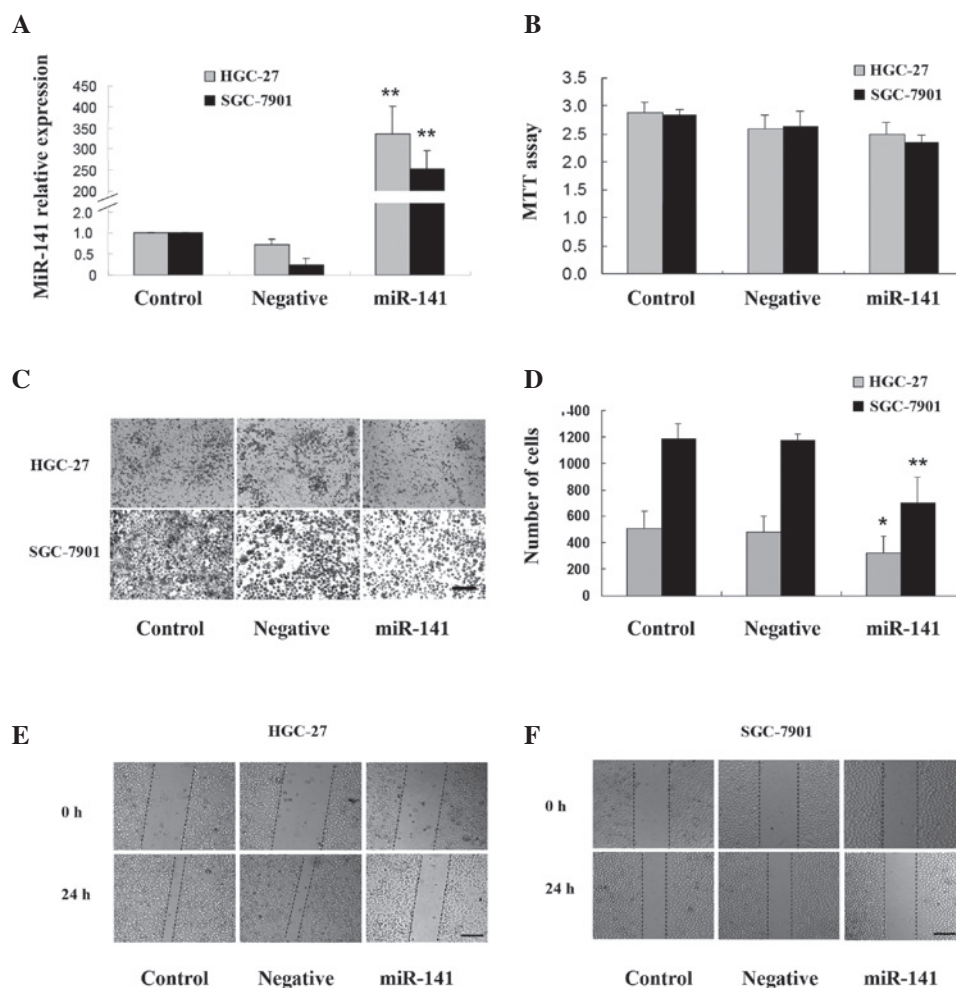 A
HGC-27
SGC-7901
MiR-141 relative expression
450
400
350
300
250
200
2.0
1.0
0.5
0
**
**
Control Negative miR-141
B
HGC-27
SGC-7901
MTT assay
3.5
3.0
2.5
2.0
1.5
1.0
0.5
0.0
Control Negative miR-141
C
HGC-27
SGC-7901
Control Negative miR-141
D
HGC-27
SGC-7901
Number of cells
400
1200
1000
800
600
400
200
0
*
**
Control Negative miR-141
E
HGC-27
0 h
24 h
Control Negative miR-141
F
SGC-7901
0 h
24 h
Control Negative miR-141